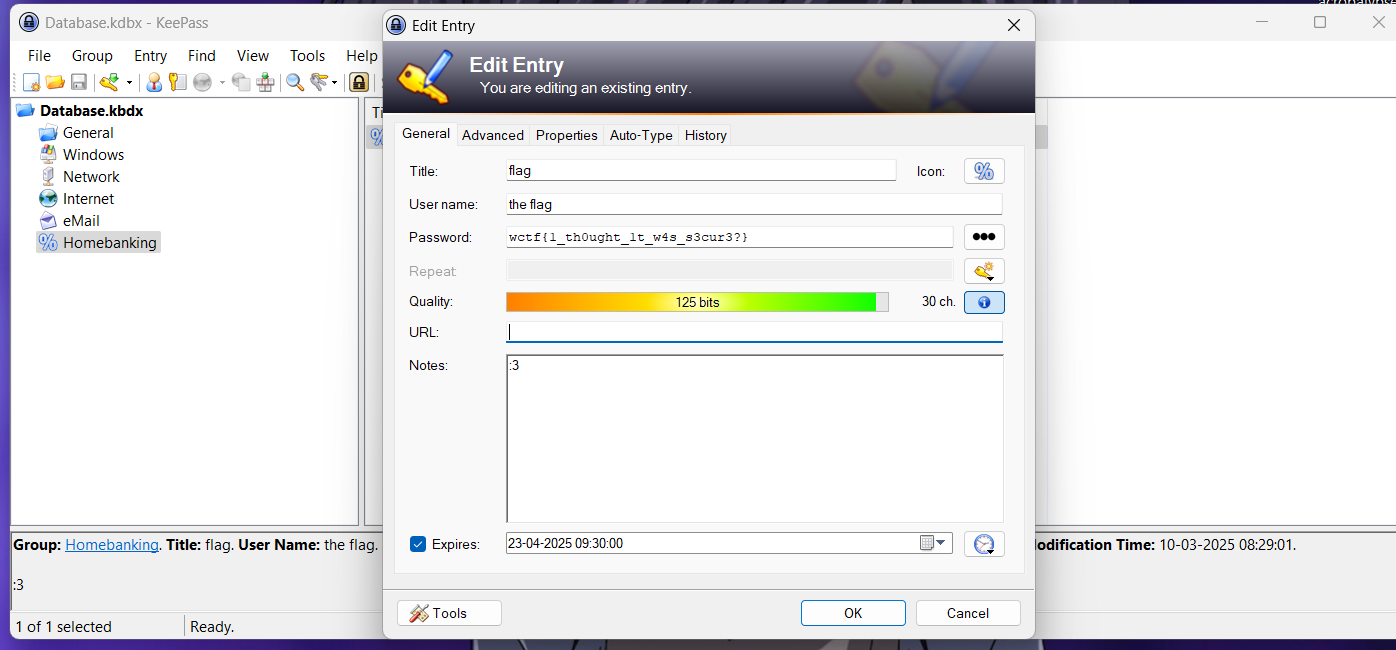 Database.kdbx - KeePass
File Group Entry Find View Tools Help
Database.kbdx
General
Windows
Network
Internet
eMail
Homebanking
Edit Entry
Edit Entry
You are editing an existing entry.
General Advanced Properties Auto-Type History
Title: flag Icon:
User name: the flag
Password: wctf{1_th0ught_1t_w4s_s3cur3?}
Repeat
Quality: 125 bits 30 ch.
URL:
Notes: :3
Expires: 23-04-2025 09:30:00
Tools OK Cancel
Group: Homebanking. Title: flag. User Name: the flag. Modification Time: 10-03-2025 08:29:01.
:3
1 of 1 selected Ready.